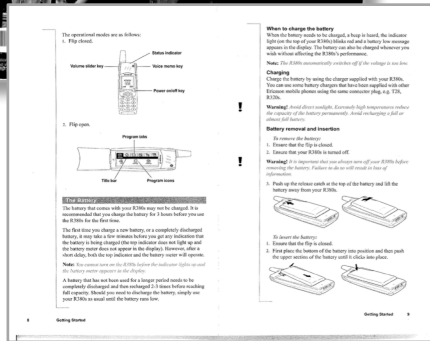 The operational modes are as follows:
1. Flip closed.
Status indicator
Volume slider key
Voice memo key
Power on/off key
2. Flip open.
Program tabs
Title bar
Program icons
The Battery
The battery that comes with your R380s may not be charged. It is
recommended that you charge the battery for 3 hours before you use
the R380s for the first time.
The first time you charge a new battery, or a completely discharged
battery, it may take a few minutes before you get any indication that
the battery is being charged (the top indicator does not light up and
the battery meter does not appear in the display). However, after a
short delay, both the top indicator and the battery meter will operate.
Note: You cannot turn on the R380s before the indicator lights up and
the battery meter appears in the display.
A battery that has not been used for a longer period needs to be
completely discharged and then recharged 2-3 times before reaching
full capacity. Should you need to discharge the battery, simply use
your R380s as usual until the battery runs low.
8
Getting Started
When to charge the battery
When the battery needs to be charged, a beep is heard, the indicator
light (on the top of your R380s) blinks red and a battery low message
appears in the display. The battery can also be charged whenever you
wish without affecting the R380s's performance.
Note: The R380s automatically switches off if the voltage is too low.
Charging
Charge the battery by using the charger supplied with your R380s.
You can use some battery chargers that have been supplied with other
Ericsson mobile phones using the same connector plug, e.g. T28,
R320s.
!
Warning! Avoid direct sunlight. Extremely high temperatures reduce
the capacity of the battery permanently. Avoid recharging a full or
almost full battery.
Battery removal and insertion
To remove the battery:
1. Ensure that the flip is closed.
2. Ensure that your R380s is turned off.
!
Warning! It is important that you always turn off your R380s before
removing the battery. Failure to do so will result in loss of
information.
3. Push up the release catch at the top of the battery and lift the
battery away from your R380s.
To insert the battery:
1. Ensure that the flip is closed.
2. First place the bottom of the battery into position and then push
the upper section of the battery until it clicks into place.
Getting Started
9